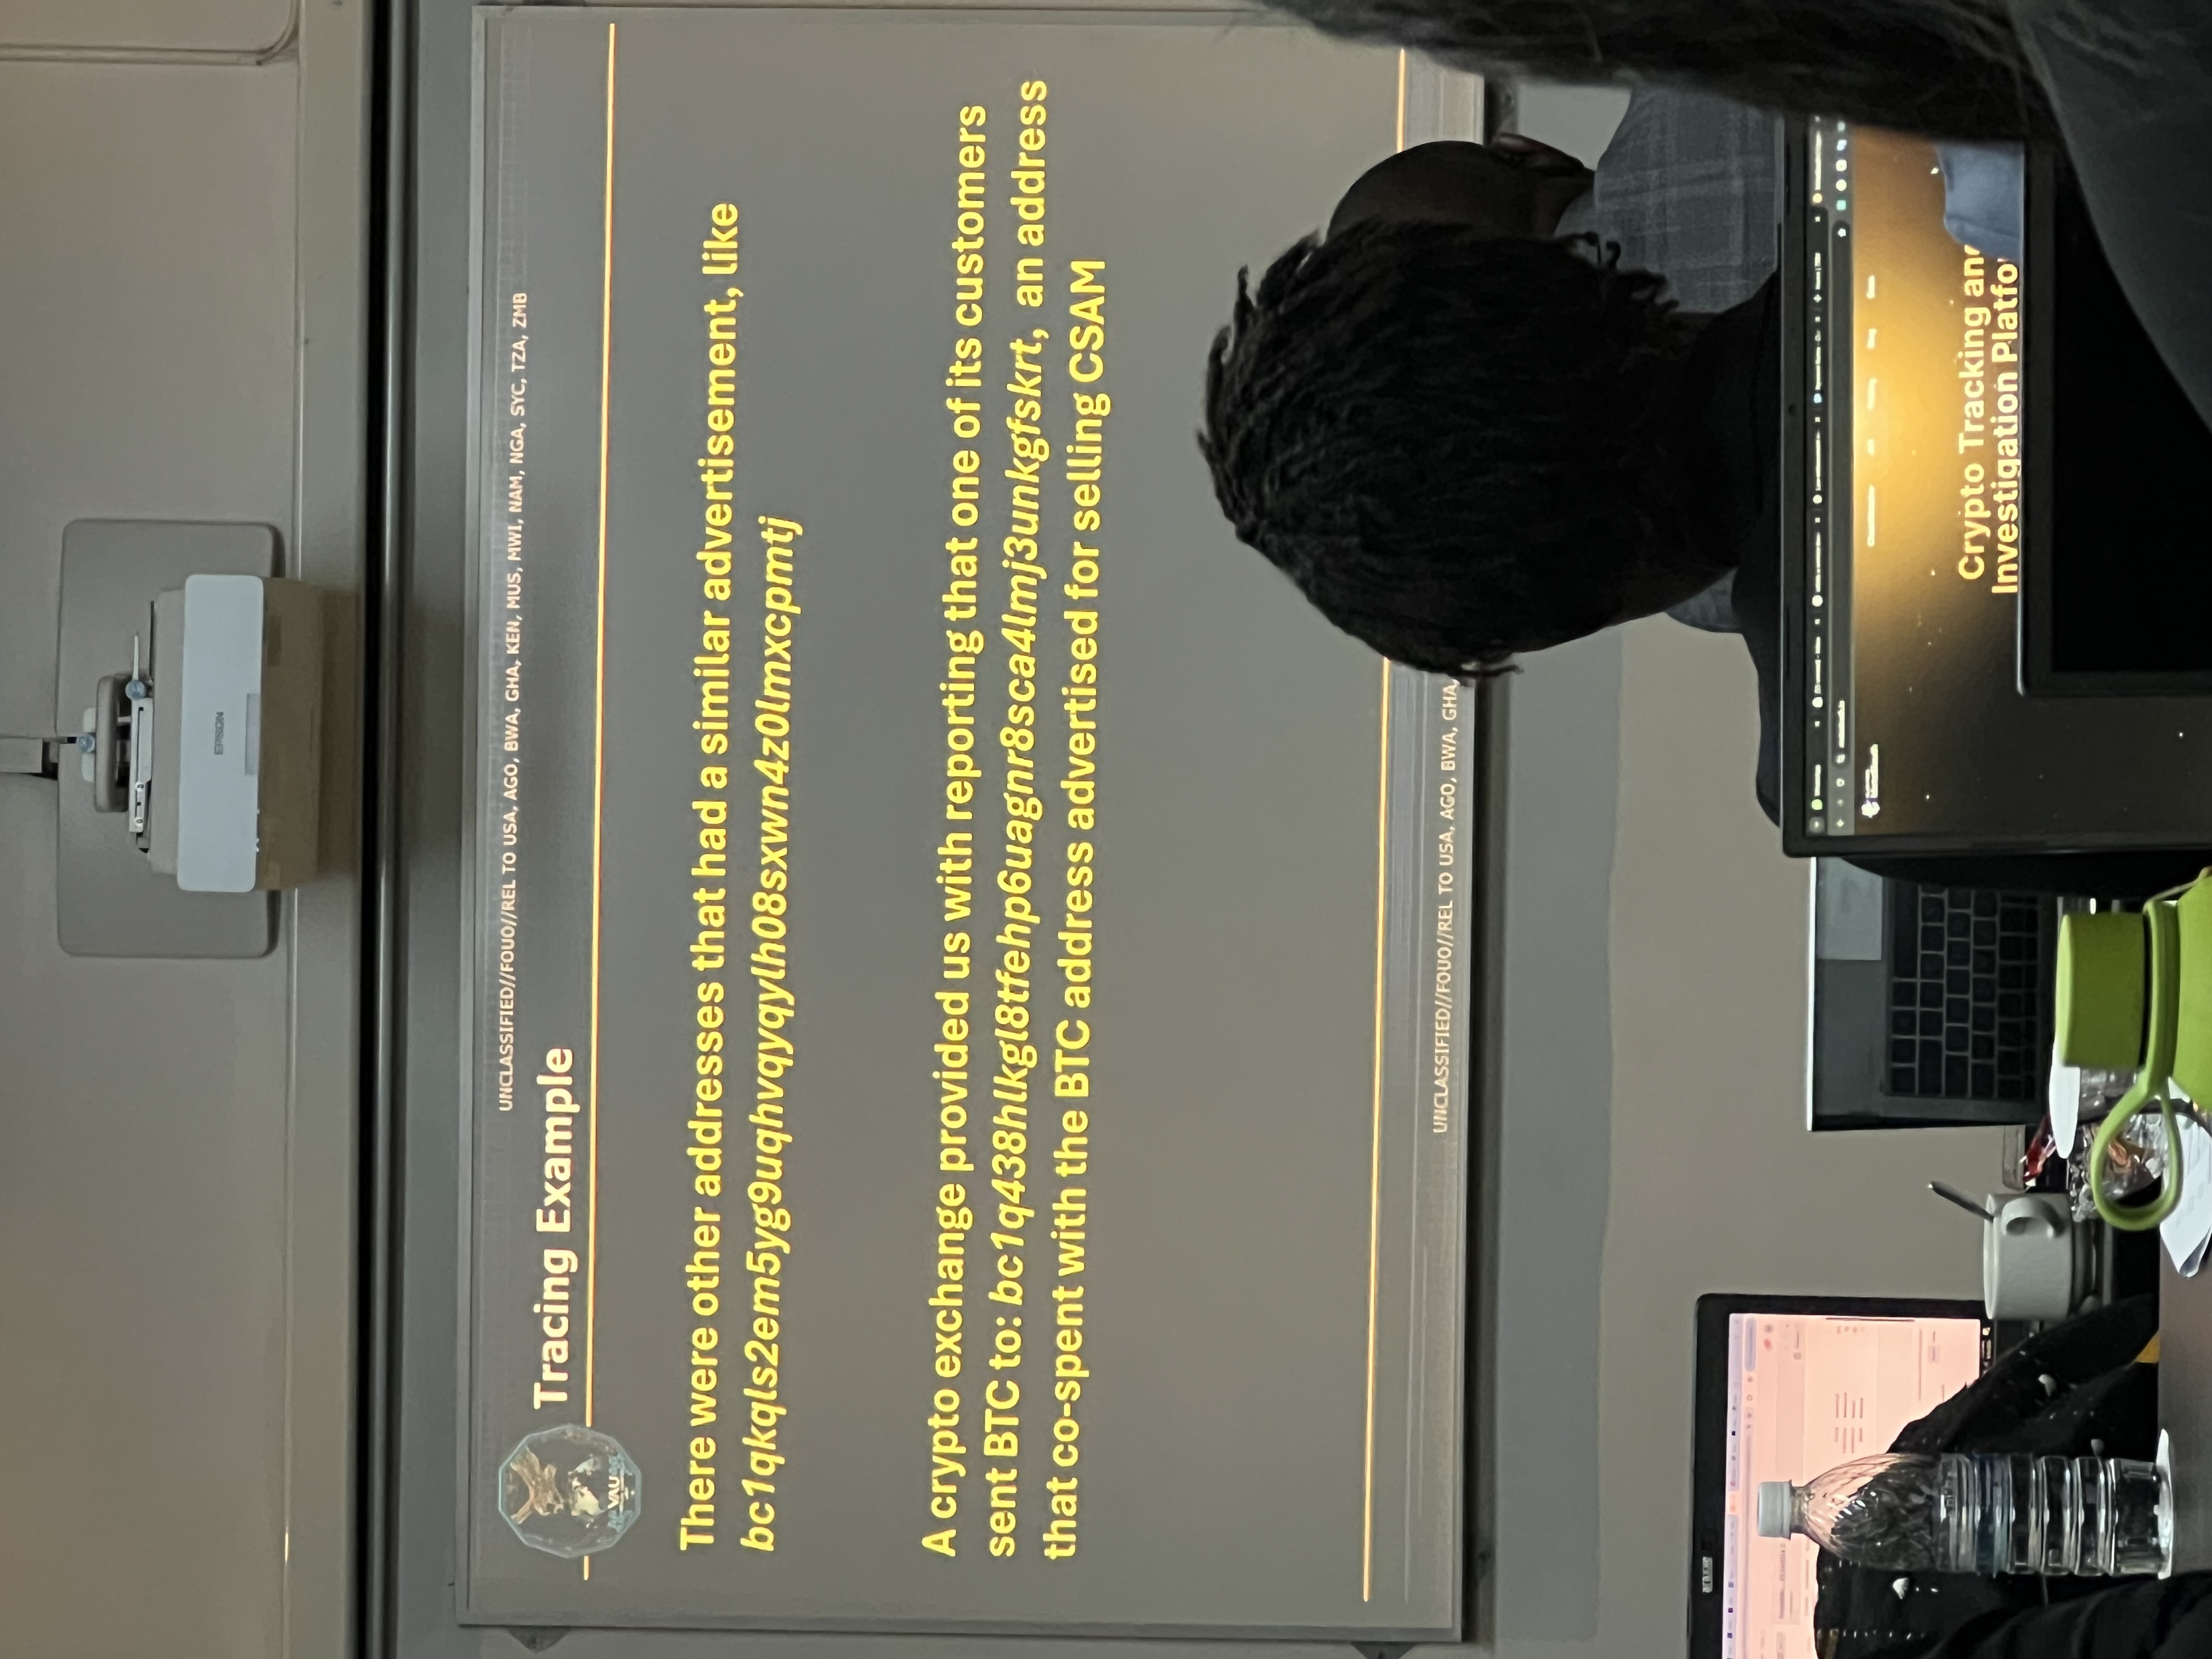 EPSON
UNCLASSIFIED//FOUO//REL TO USA, AGO, BWA, GHA, KEN, MUS, MWI, NAM, NGA, SYC, TZA, ZMB
Tracing Example
VAU
There were other addresses that had a similar advertisement, like
bc1qkqls2em5yg9uqhvqyqylh08sxwn4z0lmxcpmtj
A crypto exchange provided us with reporting that one of its customers
sent BTC to: bc1q438hlkgl8tfehp6uagnr8sca4lmj3unkgfskrt, an address
that co-spent with the BTC address advertised for selling CSAM
UNCLASSIFIED//FOUO//REL TO USA, AGO, BWA, GHA,
WhatsApp
Crypto Tracking and
Investigation Platfo